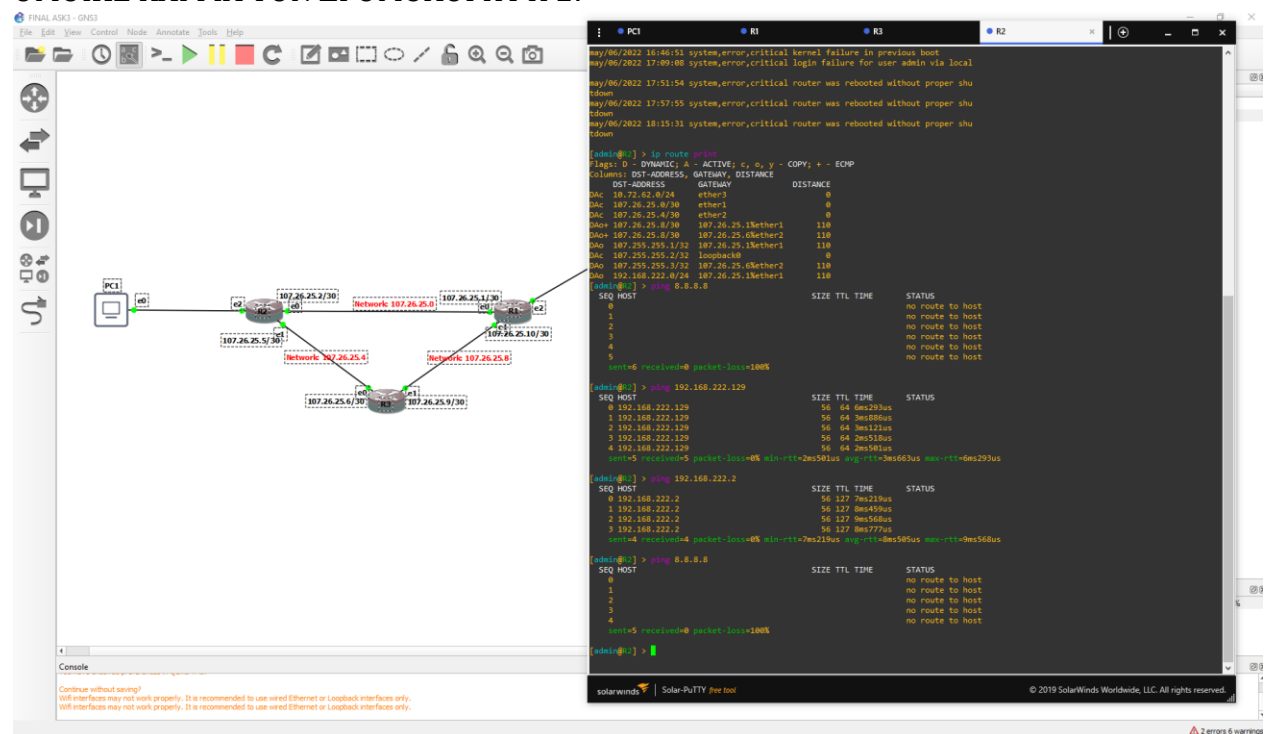 FINAL ASK3 - GNS3
File Edit View Control Node Annotate Tools Help
PC1
R1
R3
R2
may/06/2022 16:46:51 system,error,critical kernel failure in previous boot
may/06/2022 17:09:08 system,error,critical login failure for user admin via local
may/06/2022 17:51:54 system,error,critical router was rebooted without proper shu
tdown
may/06/2022 17:57:55 system,error,critical router was rebooted without proper shu
tdown
may/06/2022 18:15:31 system,error,critical router was rebooted without proper shu
tdown
[admin@R2] > ip route print
Flags: D - DYNAMIC; A - ACTIVE; c, o, y - COPY; + - ECMP
Columns: DST-ADDRESS, GATEWAY, DISTANCE
DST-ADDRESS GATEWAY DISTANCE
DAc 10.72.62.0/24 ether3 0
DAc 107.26.25.0/30 ether1 0
DAc 107.26.25.4/30 ether2 0
DAo+ 107.26.25.8/30 107.26.25.1%ether1 110
DAo+ 107.26.25.8/30 107.26.25.6%ether2 110
DAo 107.255.255.1/32 107.26.25.1%ether1 110
DAc 107.255.255.2/32 loopback0 0
DAo 107.255.255.3/32 107.26.25.6%ether2 110
DAo 192.168.222.0/24 107.26.25.1%ether1 110
[admin@R2] > ping 8.8.8.8
SEQ HOST SIZE TTL TIME STATUS
0 no route to host
1 no route to host
2 no route to host
3 no route to host
4 no route to host
5 no route to host
sent=6 received=0 packet-loss=100%
[admin@R2] > ping 192.168.222.129
SEQ HOST SIZE TTL TIME STATUS
0 192.168.222.129 56 64 6ms293us
1 192.168.222.129 56 64 3ms886us
2 192.168.222.129 56 64 3ms121us
3 192.168.222.129 56 64 2ms518us
4 192.168.222.129 56 64 2ms501us
sent=5 received=5 packet-loss=0% min-rtt=2ms501us avg-rtt=3ms663us max-rtt=6ms293us
[admin@R2] > ping 192.168.222.2
SEQ HOST SIZE TTL TIME STATUS
0 192.168.222.2 56 127 7ms219us
1 192.168.222.2 56 127 8ms459us
2 192.168.222.2 56 127 9ms568us
3 192.168.222.2 56 127 8ms777us
sent=4 received=4 packet-loss=0% min-rtt=7ms219us avg-rtt=8ms505us max-rtt=9ms568us
[admin@R2] > ping 8.8.8.8
SEQ HOST SIZE TTL TIME STATUS
0 no route to host
1 no route to host
2 no route to host
3 no route to host
4 no route to host
sent=5 received=0 packet-loss=100%
[admin@R2] >
solarwinds Solar-PuTTY free tool
© 2019 SolarWinds Worldwide, LLC. All rights reserved.
PC1
e0
e2
R2
107.26.25.2/30
e0
Network 107.26.25.0
107.26.25.1/30
e0
R1
e2
e1
107.26.25.10/30
e1
107.26.25.5/30
Network 107.26.25.4
Network 107.26.25.8
e0
e1
107.26.25.6/30
R3
107.26.25.9/30
Console
Continue without saving?
Wifi interfaces may not work properly. It is recommended to use wired Ethernet or Loopback interfaces only.
Wifi interfaces may not work properly. It is recommended to use wired Ethernet or Loopback interfaces only.
2 errors 6 warnings